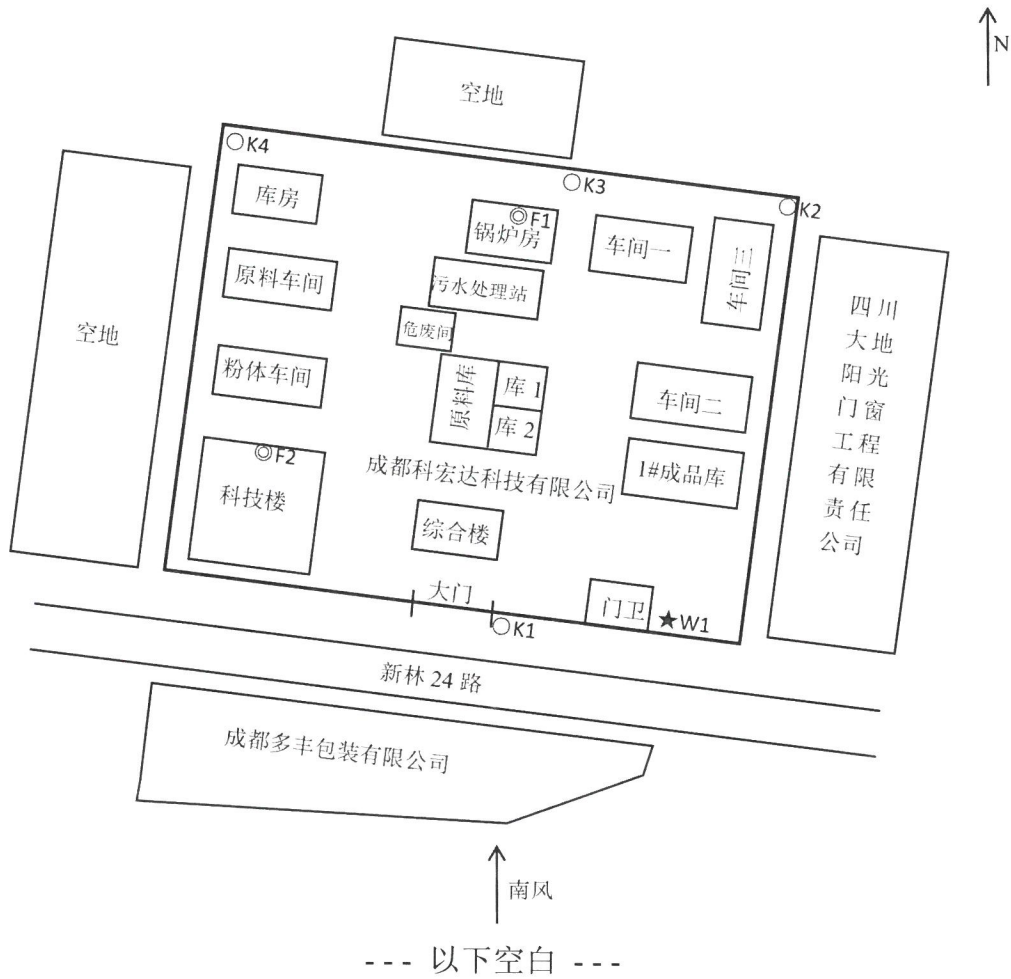 N
空地
K4
K3
K2
库房
F1
锅炉房
车间一
车间三
原料车间
污水处理站
危废间
空地
粉体车间
原料库
库 1
库 2
车间二
四川
大地
阳光
门窗
工程
有限
责任
公司
F2
科技楼
成都科宏达科技有限公司
1#成品库
综合楼
大门
门卫
W1
K1
新林 24 路
成都多丰包装有限公司
南风
--- 以下空白 ---